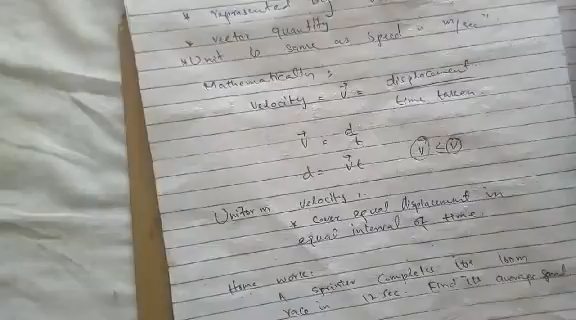 * represented by
* vector quantity
* Unit is same as speed = m/sec"
Mathematically :
velocity = v⃗ = displacement / time taken
v⃗ = d / t
d = v⃗t
Uniform velocity :
* cover equal displacement in
equal interval of time.
Home work:
A sprinter completes its 100m
race in 12 sec. Find its average speed